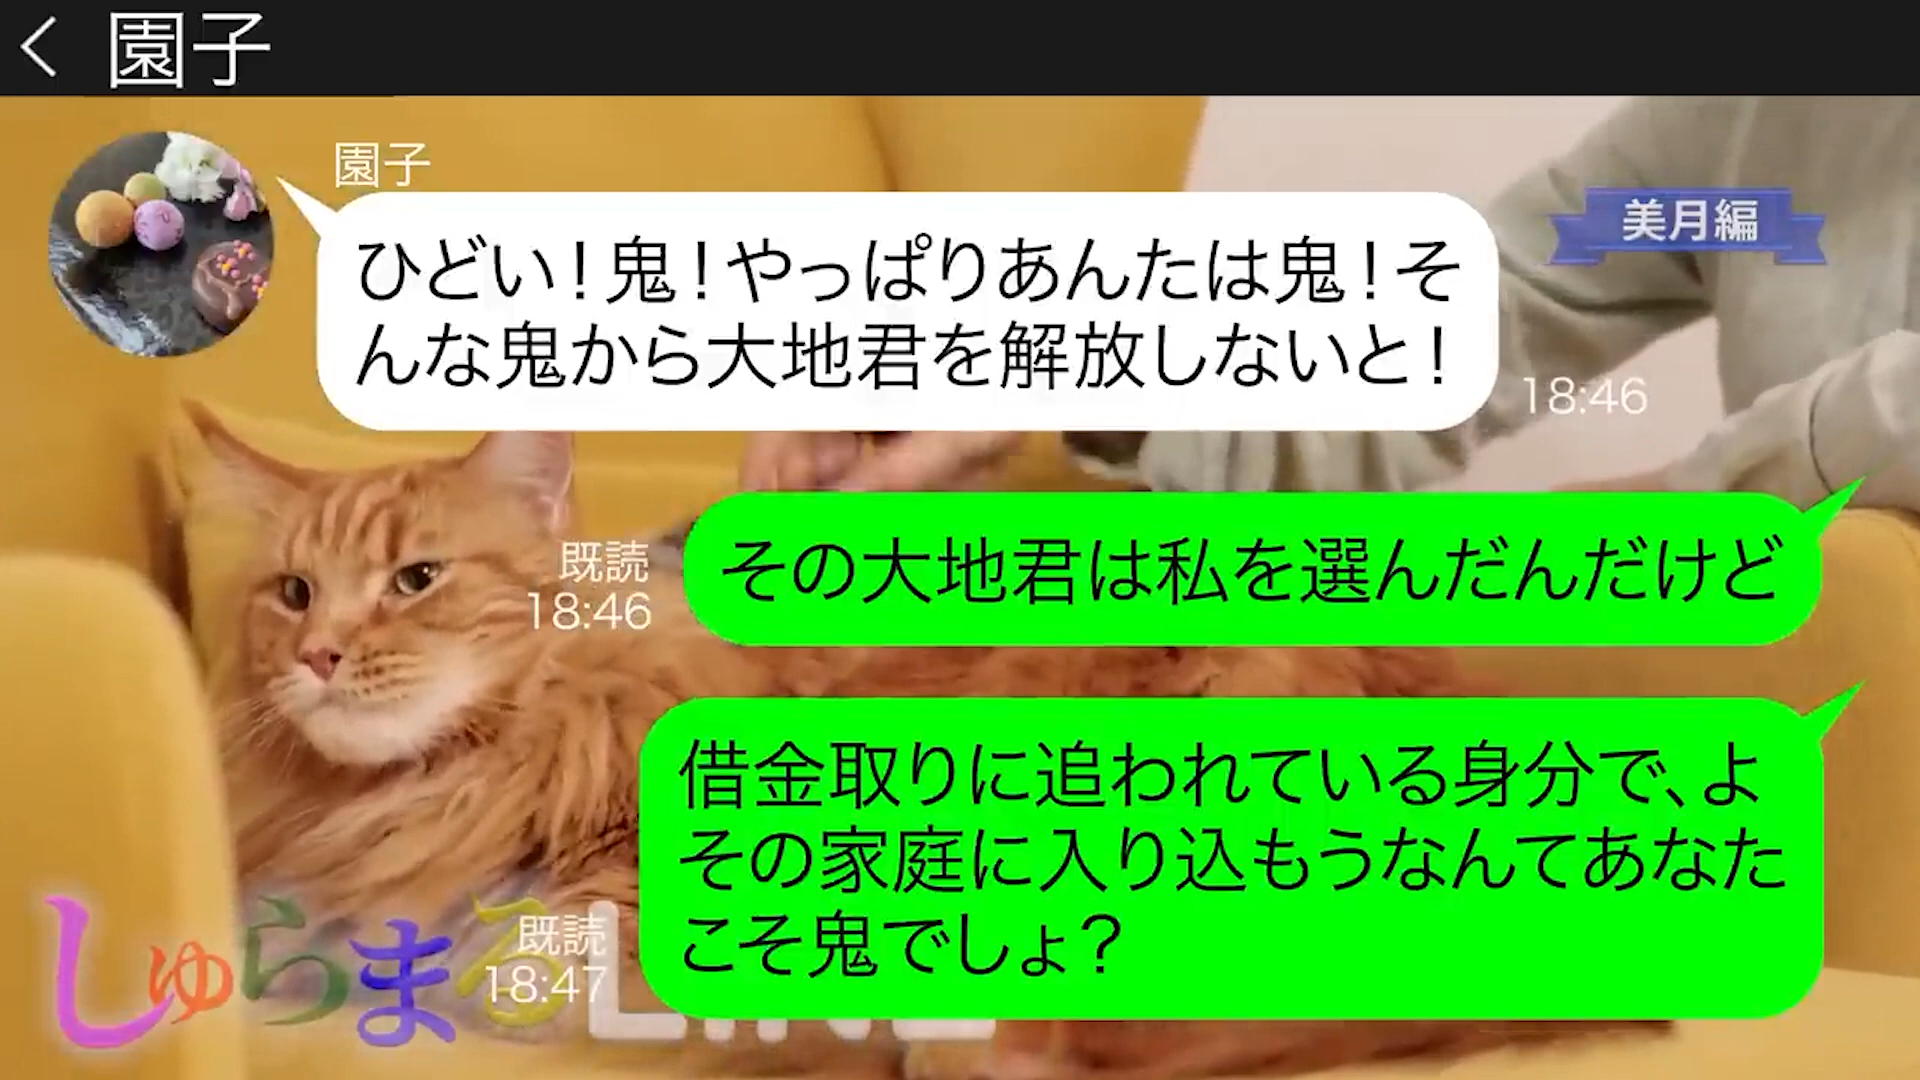 園子
園子
美月編
ひどい!鬼!やっぱりあんたは鬼!そ
んな鬼から大地君を解放しないと!
18:46
その大地君は私を選んだんだけど
既読
18:46
借金取りに追われている身分で、よ
その家庭に入り込もうなんてあなた
こそ鬼でしょ?
既読
18:47
しゅらまるLINE